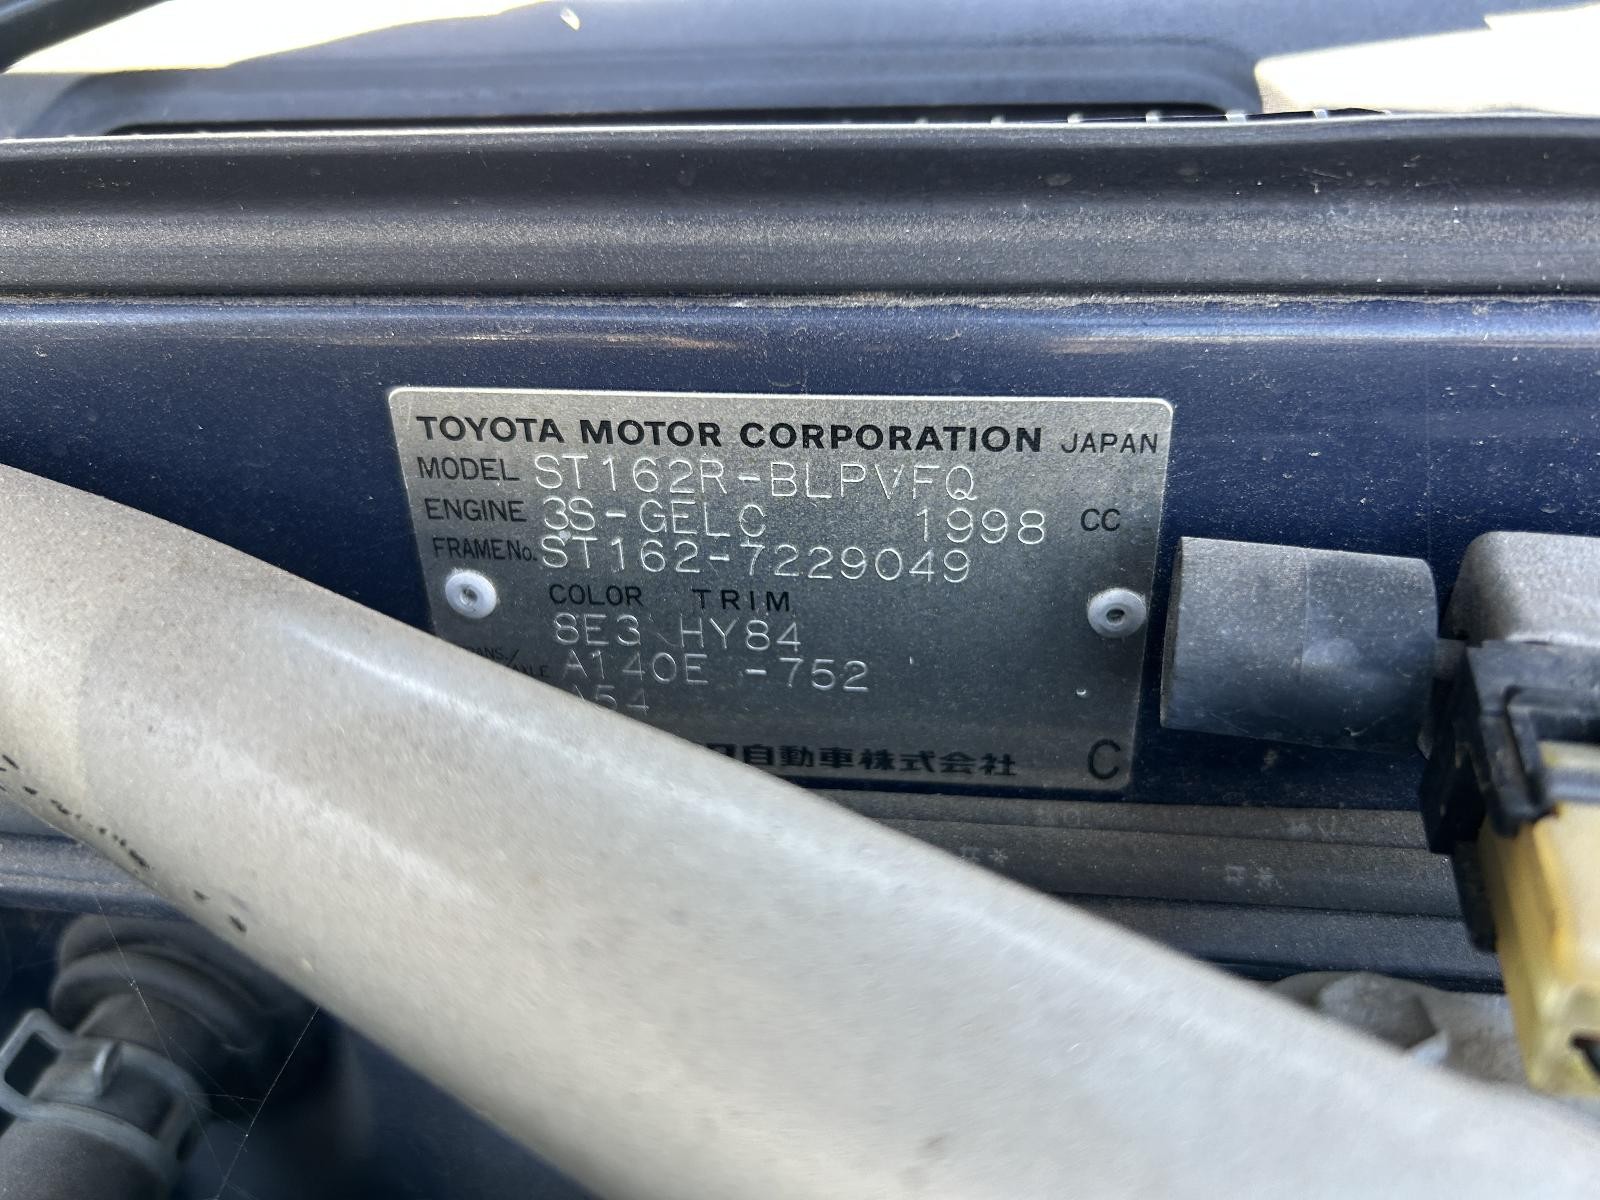 TOYOTA MOTOR CORPORATION JAPAN
MODEL ST162R-BLPVFQ
ENGINE 3S-GELC 1998 CC
FRAME No. ST162-7229049
COLOR TRIM
8E3 HY84
A140E -752
A54
自動車株式会社 C